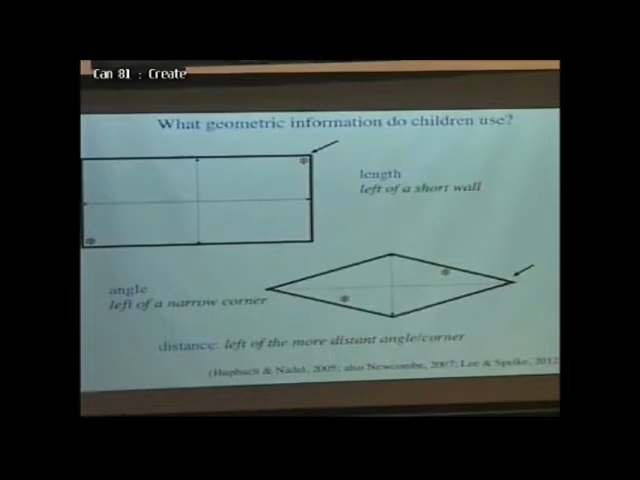 Cam 81 : Create
What geometric information do children use?
length
left of a short wall
angle
left of a narrow corner
distance: left of the more distant angle/corner
(Hupbach & Nadel, 2005; also Newcombe, 2007; Lee & Spelke, 2012